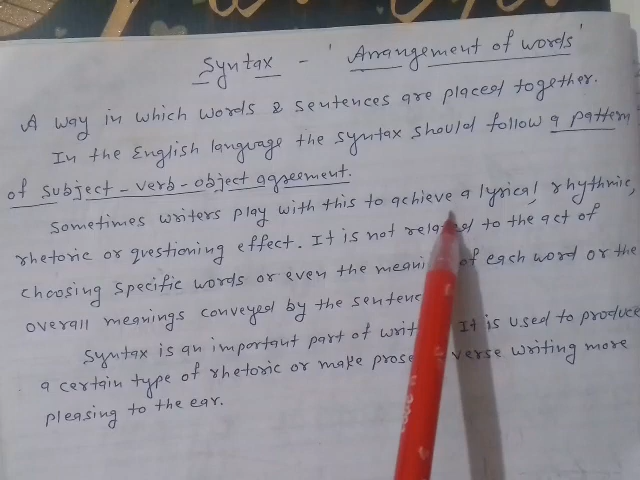 Syntax - 'Arrangement of words'
A way in which words & sentences are placed together.
In the English language the syntax should follow a pattern
of subject-verb-object agreement.
Sometimes writers play with this to achieve a lyrical, rhythmic,
rhetoric or questioning effect. It is not related to the act of
choosing specific words or even the meani of each word or the
overall meanings conveyed by the sentenc
Syntax is an important part of writ It is used to produce
a certain type of rhetoric or make prose verse writing more
pleasing to the ear.